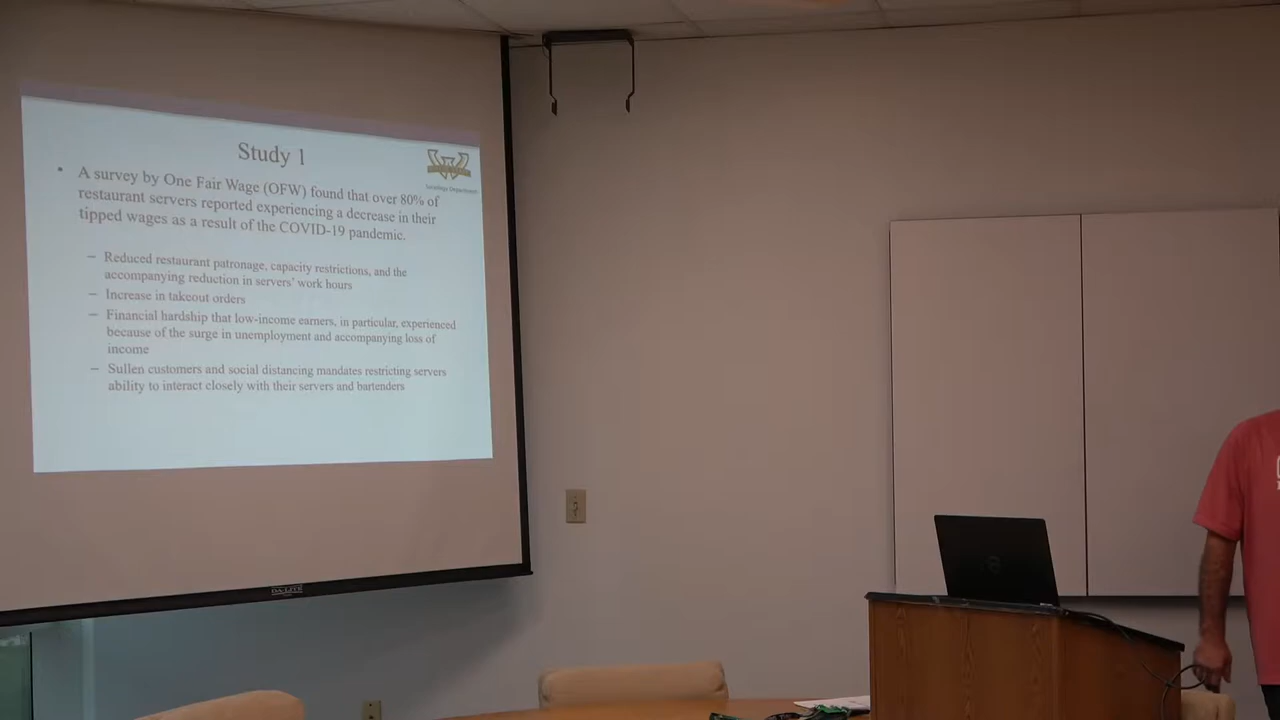 Study 1
Sociology Department
• A survey by One Fair Wage (OFW) found that over 80% of
restaurant servers reported experiencing a decrease in their
tipped wages as a result of the COVID-19 pandemic.
– Reduced restaurant patronage, capacity restrictions, and the
accompanying reduction in servers' work hours
– Increase in takeout orders
– Financial hardship that low-income earners, in particular, experienced
because of the surge in unemployment and accompanying loss of
income
– Sullen customers and social distancing mandates restricting servers
ability to interact closely with their servers and bartenders
DA-LITE